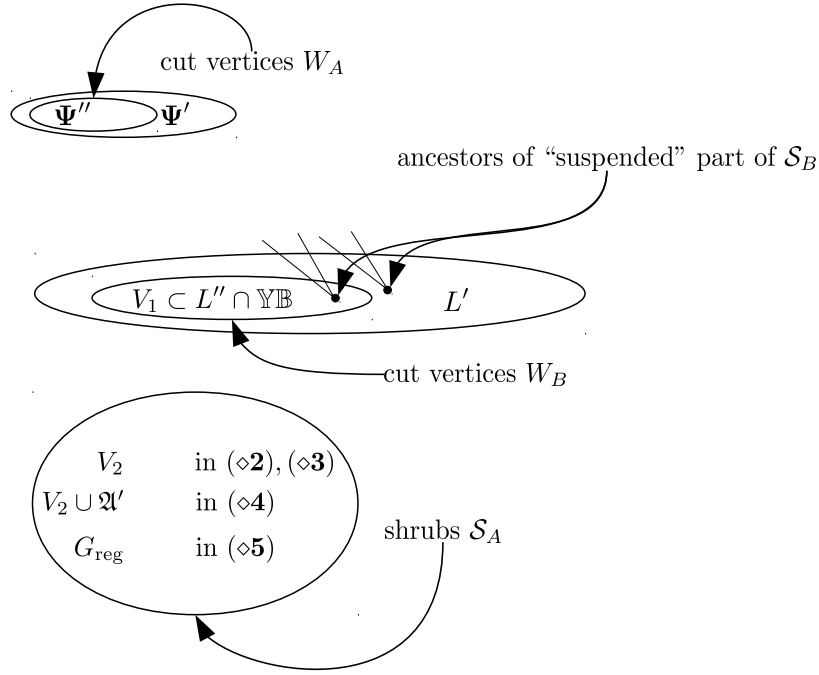 cut vertices W_A
Ψ'' Ψ'
ancestors of “suspended” part of 𝒮_B
V_1 ⊂ L'' ∩ 𝕐𝔹 L'
cut vertices W_B
V_2 in (⋄2), (⋄3)
V_2 ∪ 𝔄' in (⋄4)
shrubs 𝒮_A
G_reg in (⋄5)